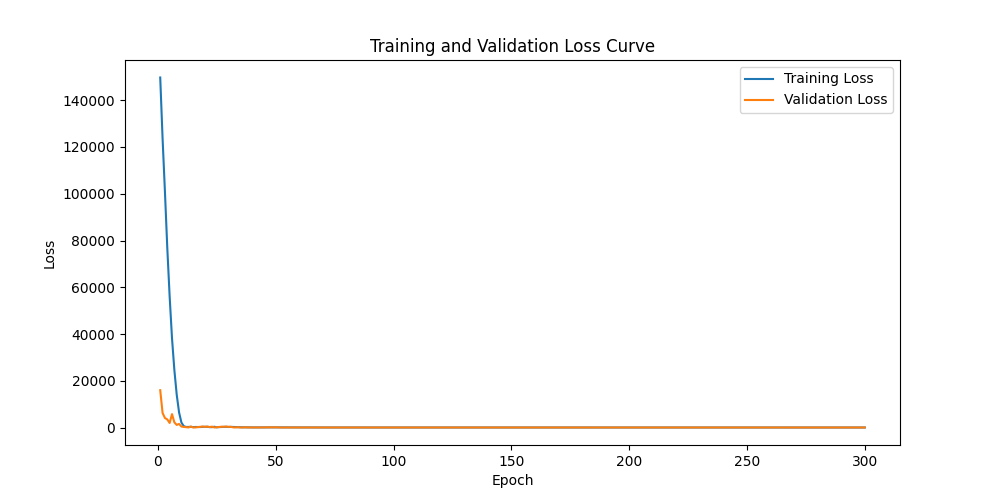 Training and Validation Loss Curve
Training Loss
Validation Loss
140000
120000
100000
80000
60000
40000
20000
0
Loss
0 50 100 150 200 250 300
Epoch